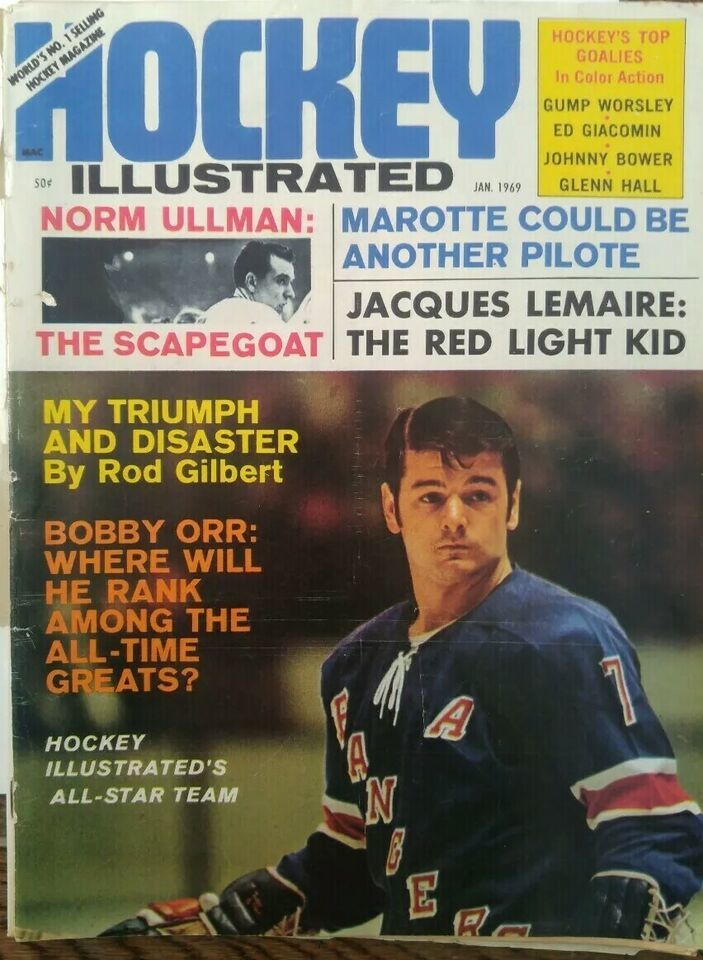 WORLD'S NO. 1 SELLING
HOCKEY MAGAZINE
HOCKEY
MAC
50¢
ILLUSTRATED
JAN. 1969
HOCKEY'S TOP
GOALIES
In Color Action
GUMP WORSLEY
ED GIACOMIN
JOHNNY BOWER
GLENN HALL
NORM ULLMAN:
THE SCAPEGOAT
MAROTTE COULD BE
ANOTHER PILOTE
JACQUES LEMAIRE:
THE RED LIGHT KID
MY TRIUMPH
AND DISASTER
By Rod Gilbert
BOBBY ORR:
WHERE WILL
HE RANK
AMONG THE
ALL-TIME
GREATS?
HOCKEY
ILLUSTRATED'S
ALL-STAR TEAM
A
7
RANGERS